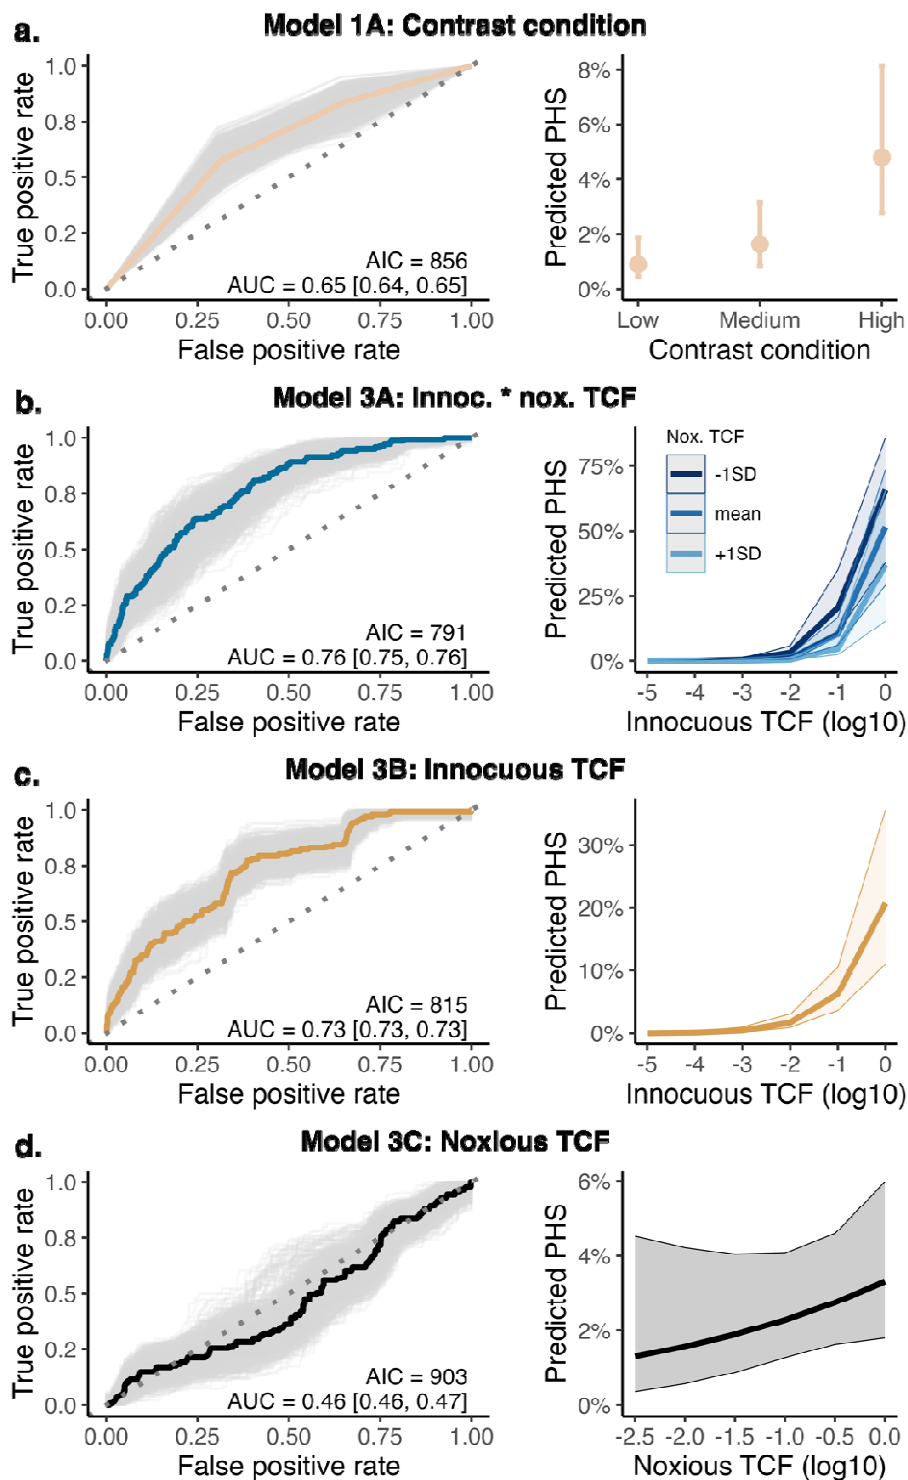 a.
Model 1A: Contrast condition
True positive rate
1.0
0.8
0.5
0.2
0.0
AIC = 856
AUC = 0.65 [0.64, 0.65]
0.00 0.25 0.50 0.75 1.00
False positive rate
Predicted PHS
8%
6%
4%
2%
0%
Low Medium High
Contrast condition
b.
Model 3A: Innoc. * nox. TCF
True positive rate
1.0
0.8
0.5
0.2
0.0
AIC = 791
AUC = 0.76 [0.75, 0.76]
0.00 0.25 0.50 0.75 1.00
False positive rate
Predicted PHS
75%
50%
25%
0%
Nox. TCF
-1SD
mean
+1SD
-5 -4 -3 -2 -1 0
Innocuous TCF (log10)
c.
Model 3B: Innocuous TCF
True positive rate
1.0
0.8
0.5
0.2
0.0
AIC = 815
AUC = 0.73 [0.73, 0.73]
0.00 0.25 0.50 0.75 1.00
False positive rate
Predicted PHS
30%
20%
10%
0%
-5 -4 -3 -2 -1 0
Innocuous TCF (log10)
d.
Model 3C: Noxious TCF
True positive rate
1.0
0.8
0.5
0.2
0.0
AIC = 903
AUC = 0.46 [0.46, 0.47]
0.00 0.25 0.50 0.75 1.00
False positive rate
Predicted PHS
6%
4%
2%
0%
-2.5 -2.0 -1.5 -1.0 -0.5 0.0
Noxious TCF (log10)